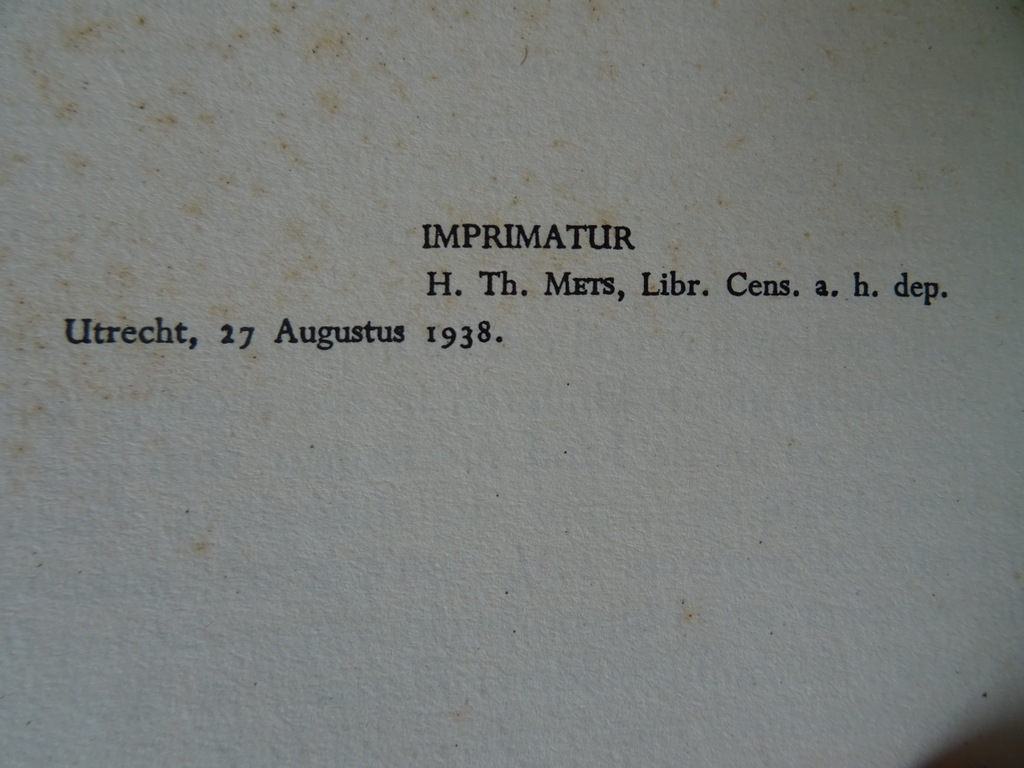 IMPRIMATUR
H. Th. METS, Libr. Cens. a. h. dep.
Utrecht, 27 Augustus 1938.